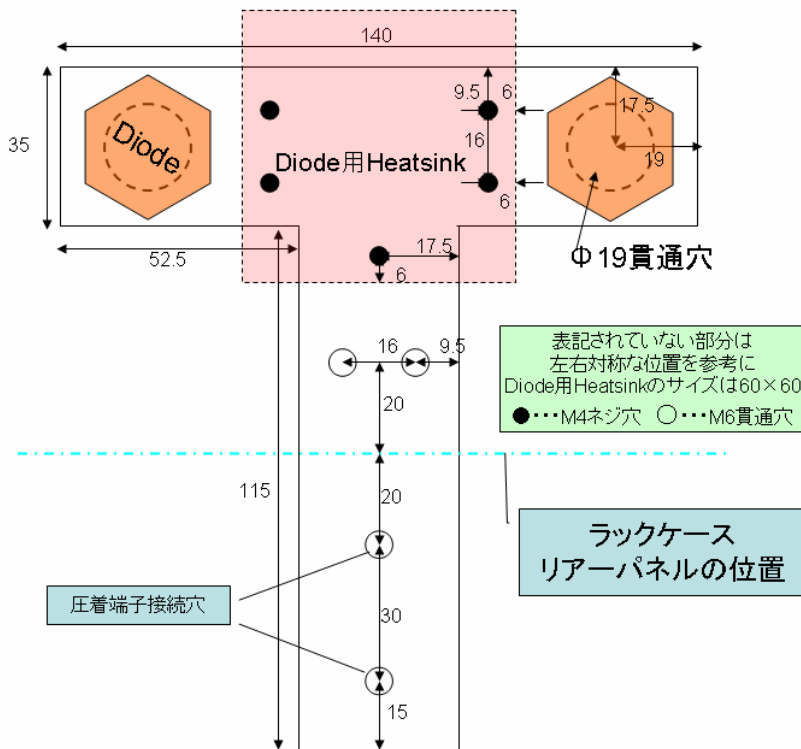 140
35
9.5
6
17.5
Diode
16
19
Diode用Heatsink
6
52.5
17.5
Φ19貫通穴
6
16
9.5
表記されていない部分は
左右対称な位置を参考に
Diode用Heatsinkのサイズは60×60
●・・・M4ネジ穴 ○・・・M6貫通穴
20
115
20
ラックケース
リアーパネルの位置
圧着端子接続穴
30
15